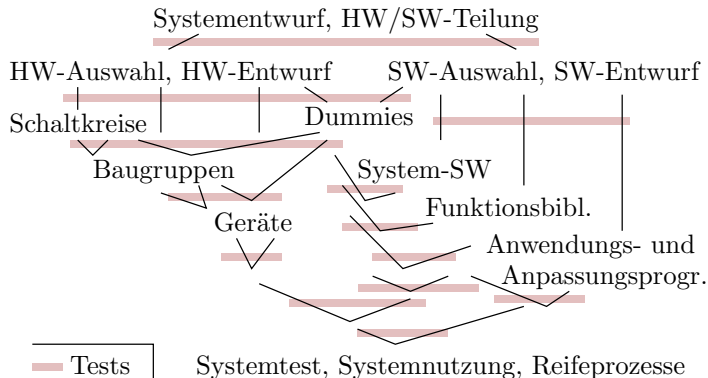 Systementwurf, HW/SW-Teilung
HW-Auswahl, HW-Entwurf
SW-Auswahl, SW-Entwurf
Schaltkreise
Dummies
Baugruppen
System-SW
Geräte
Funktionsbibl.
Anwendungs- und
Anpassungsprogr.
Tests
Systemtest, Systemnutzung, Reifeprozesse